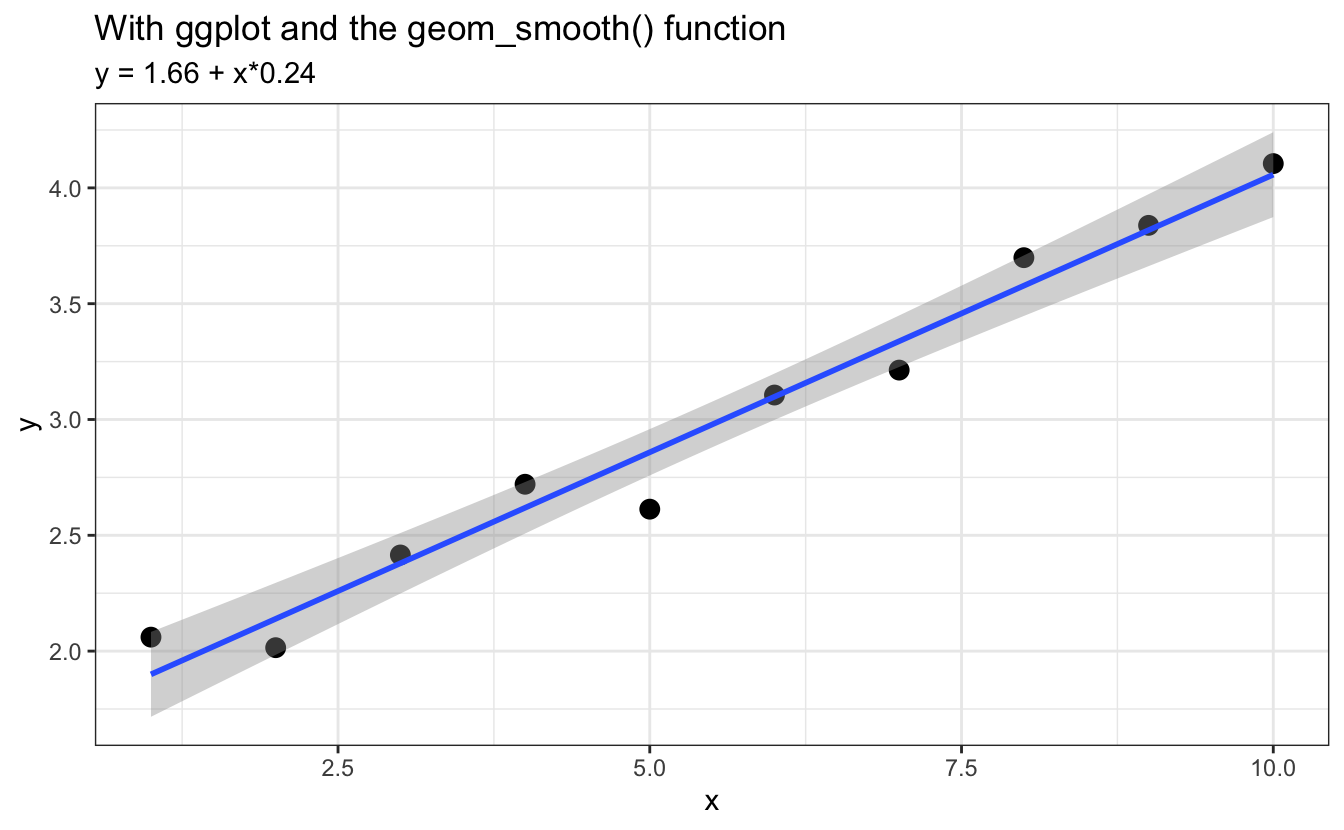 With ggplot and the geom_smooth() function
y = 1.66 + x*0.24
4.0
3.5
3.0
2.5
2.0
y
2.5 5.0 7.5 10.0
x